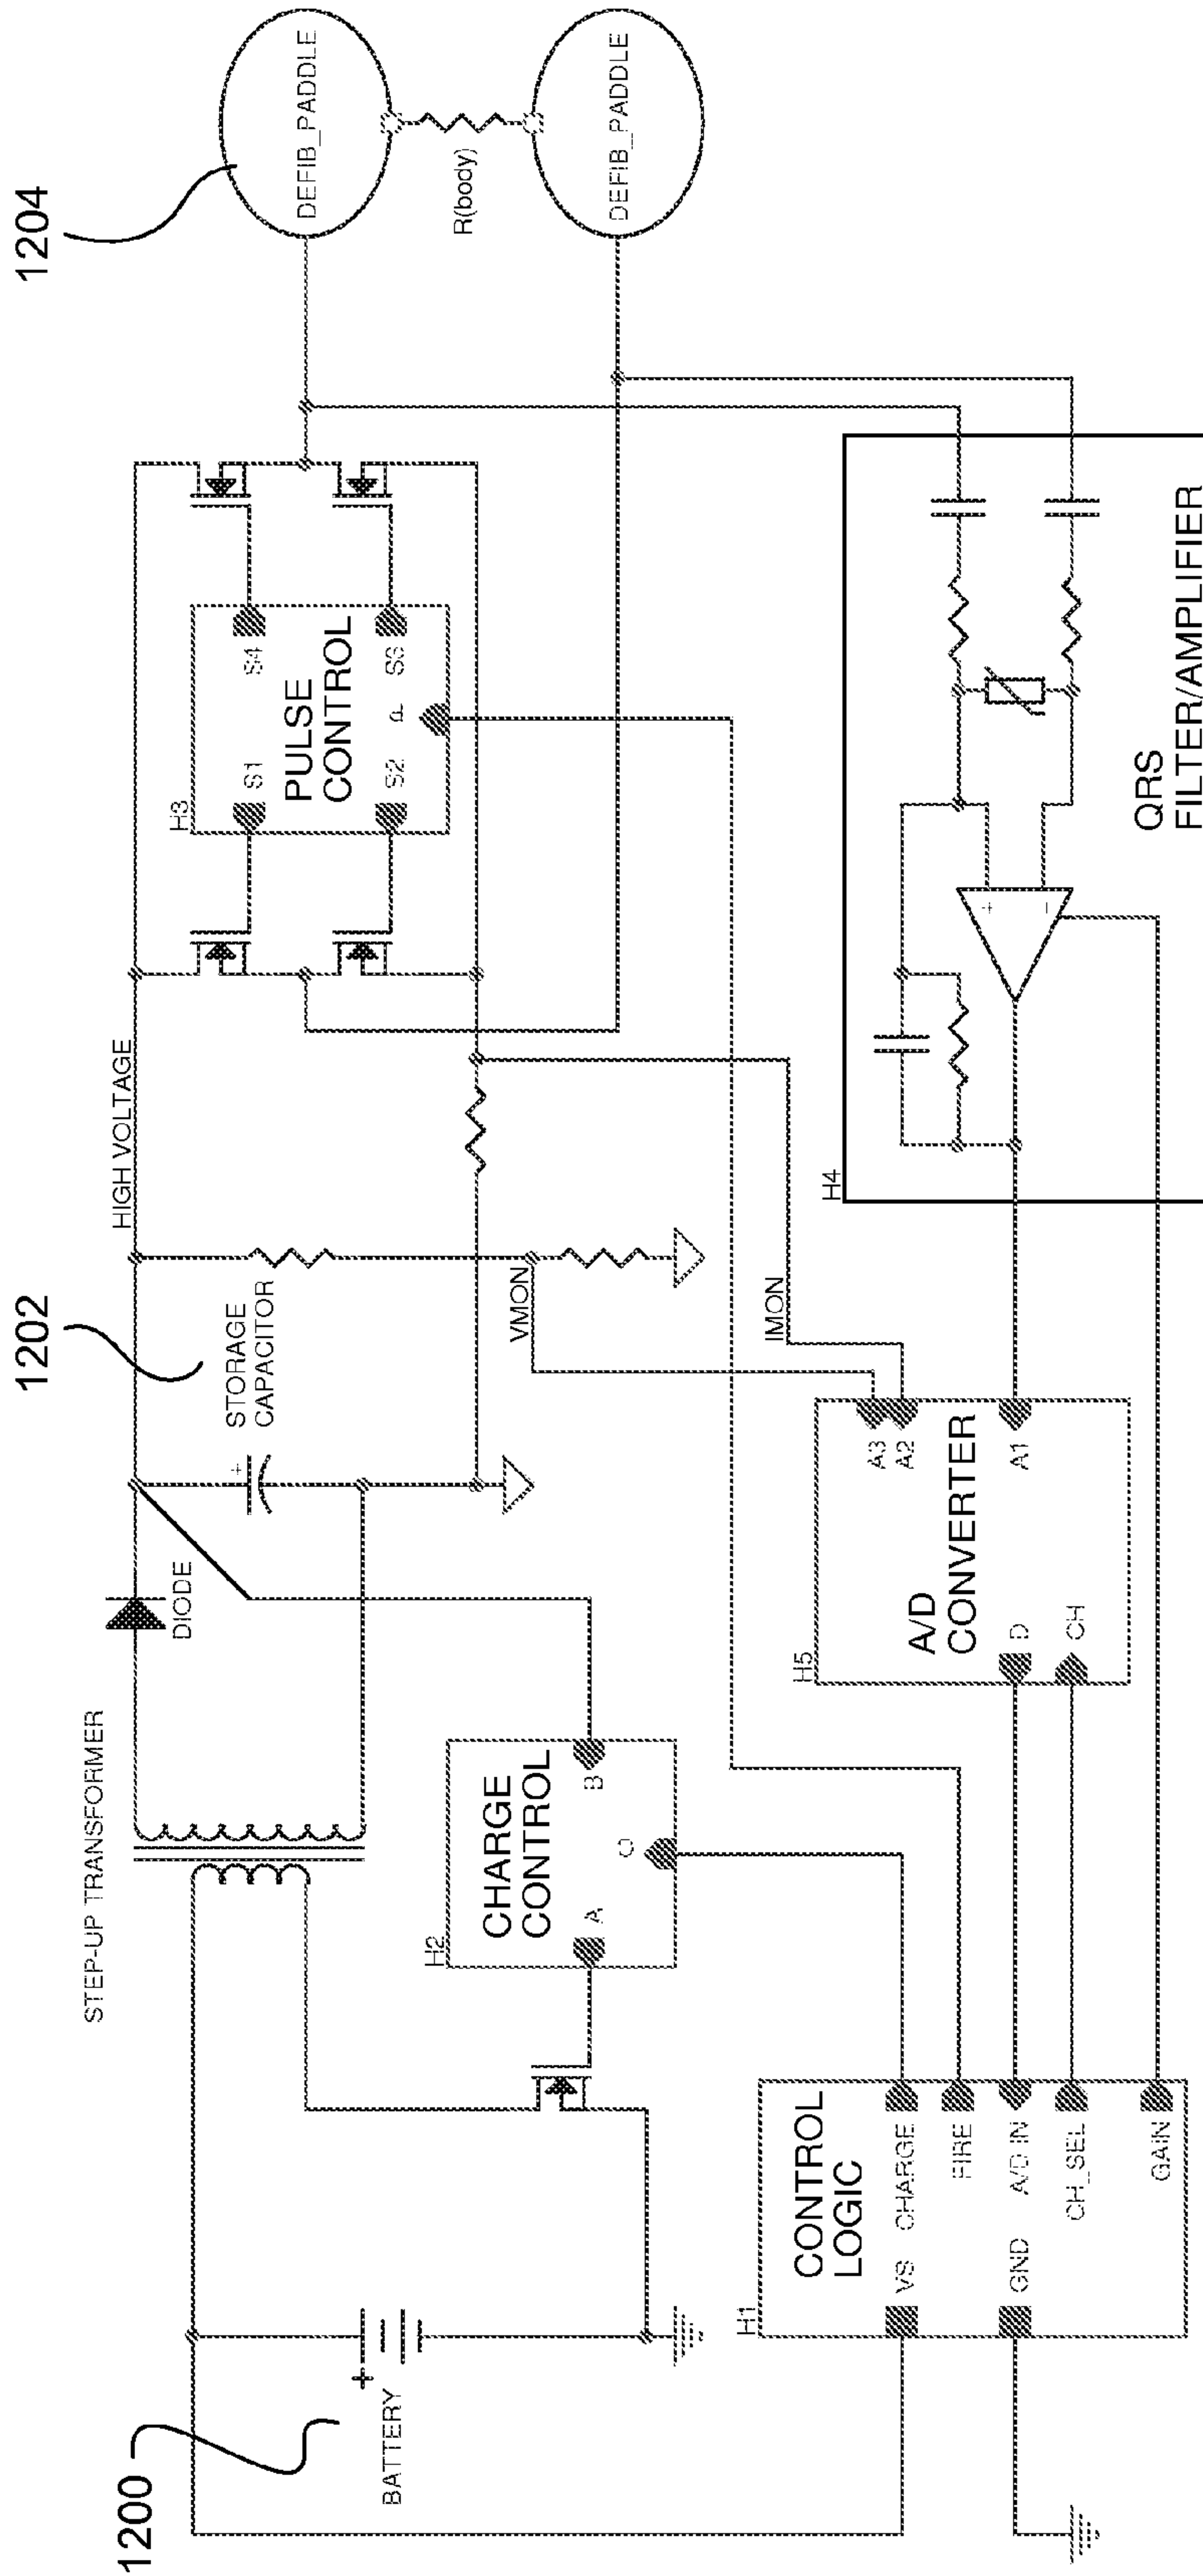 1200
1202
1204
STEP-UP TRANSFORMER
DIODE
HIGH VOLTAGE
+
STORAGE
CAPACITOR
+
BATTERY
H2
CHARGE
CONTROL
A
B
VMON
IMON
H3
PULSE
CONTROL
S1
S2
S4
DEFIB_PADDLE
R(body)
DEFIB_PADDLE
H1
CONTROL
LOGIC
VS
CHARGE
FIRE
GND
A/D IN
CH_SEL
GAIN
H5
A/D
CONVERTER
D
CH
A3
A2
A1
H4
+
-
QRS
FILTER/AMPLIFIER